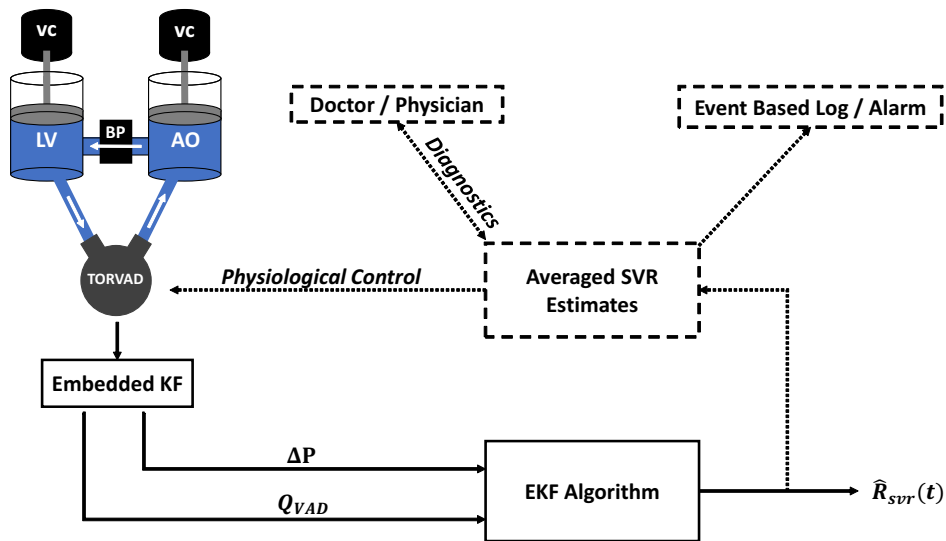 vc
vc
Doctor / Physician
Event Based Log / Alarm
LV
BP
AO
Diagnostics
TORVAD
Physiological Control
Averaged SVR
Estimates
Embedded KF
ΔP
Q_VAD
EKF Algorithm
R̂_svr(t)